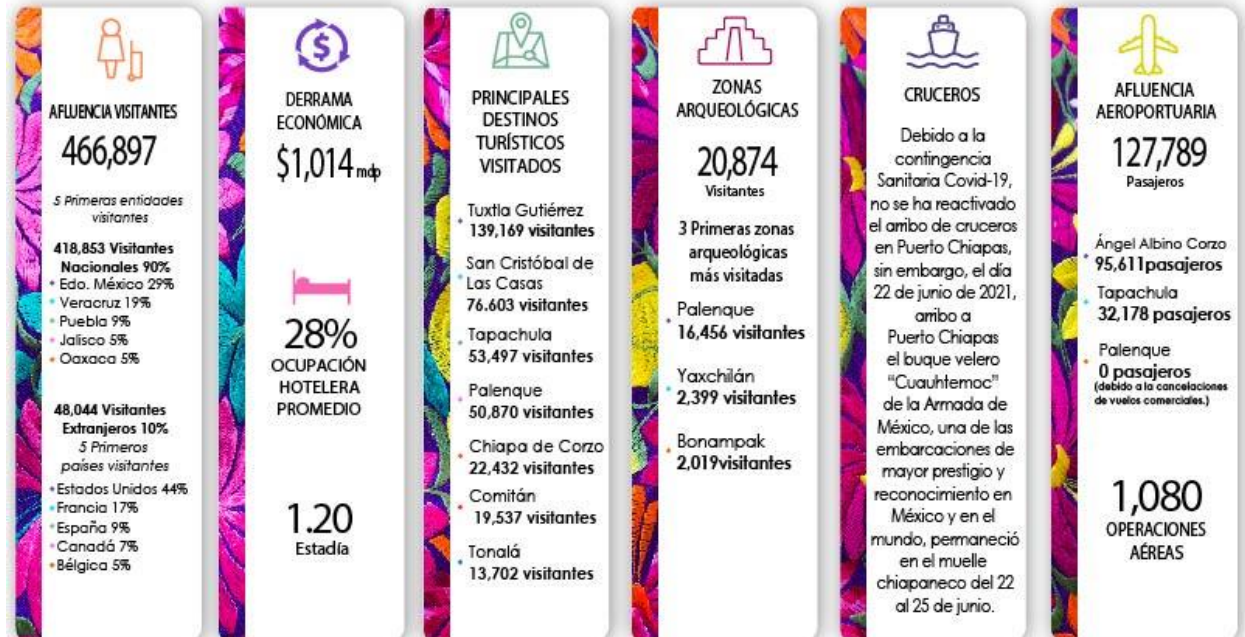 AFLUENCIA VISITANTES
466,897
5 Primeras entidades
visitantes
418,853 Visitantes
Nacionales 90%
Edo. México 29%
Veracruz 19%
Puebla 9%
Jalisco 5%
Oaxaca 5%
48,044 Visitantes
Extranjeros 10%
5 Primeros
países visitantes
Estados Unidos 44%
Francia 17%
España 9%
Canadá 7%
Bélgica 5%
$
DERRAMA
ECONÓMICA
$1,014 mdp
28%
OCUPACIÓN
HOTELERA
PROMEDIO
1.20
Estadía
PRINCIPALES
DESTINOS
TURÍSTICOS
VISITADOS
Tuxtla Gutiérrez
139,169 visitantes
San Cristóbal de
Las Casas
76.603 visitantes
Tapachula
53,497 visitantes
Palenque
50,870 visitantes
Chiapa de Corzo
22,432 visitantes
Comitán
19,537 visitantes
Tonalá
13,702 visitantes
ZONAS
ARQUEOLÓGICAS
20,874
Visitantes
3 Primeras zonas
arqueológicas
más visitadas
Palenque
16,456 visitantes
Yaxchilán
2,399 visitantes
Bonampak
2,019visitantes
CRUCEROS
Debido a la
contingencia
Sanitaria Covid-19,
no se ha reactivado
el arribo de cruceros
en Puerto Chiapas,
sin embargo, el día
22 de junio de 2021,
arribo a
Puerto Chiapas
el buque velero
“Cuauhtemoc”
de la Armada de
México, una de las
embarcaciones de
mayor prestigio y
reconocimiento en
México y en el
mundo, permaneció
en el muelle
chiapaneco del 22
al 25 de junio.
AFLUENCIA
AEROPORTUARIA
127,789
Pasajeros
Ángel Albino Corzo
95,611pasajeros
Tapachula
32,178 pasajeros
Palenque
0 pasajeros
(debido a la cancelaciones
de vuelos comerciales.)
1,080
OPERACIONES
AÉREAS